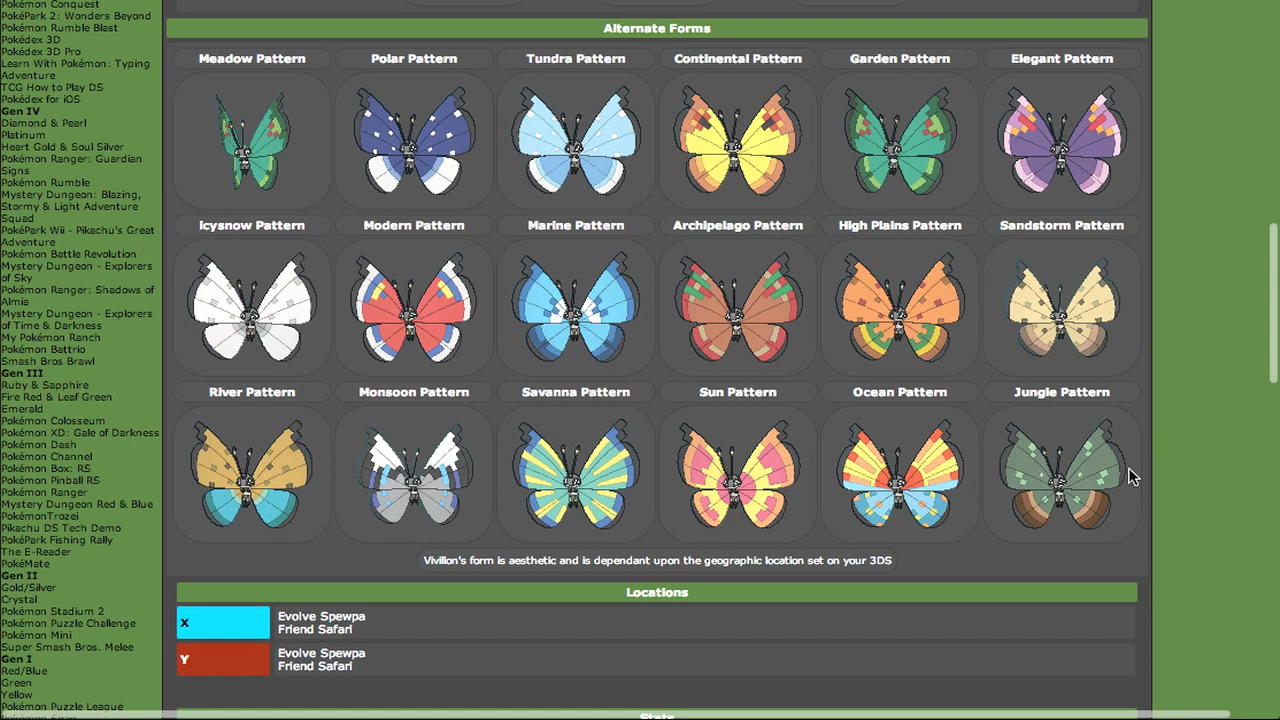 Pokémon Conquest
PokéPark 2: Wonders Beyond
Pokémon Rumble Blast
Pokédex 3D
Pokédex 3D Pro
Learn With Pokémon: Typing
Adventure
TCG How to Play DS
Pokédex for iOS
Gen IV
Diamond & Pearl
Platinum
Heart Gold & Soul Silver
Pokémon Ranger: Guardian
Signs
Pokémon Rumble
Mystery Dungeon: Blazing,
Stormy & Light Adventure
Squad
PokéPark Wii - Pikachu's Great
Adventure
Pokémon Battle Revolution
Mystery Dungeon - Explorers
of Sky
Pokémon Ranger: Shadows of
Almia
Mystery Dungeon - Explorers
of Time & Darkness
My Pokémon Ranch
Pokémon Battrio
Smash Bros Brawl
Gen III
Ruby & Sapphire
Fire Red & Leaf Green
Emerald
Pokémon Colosseum
Pokémon XD: Gale of Darkness
Pokémon Dash
Pokémon Channel
Pokémon Box: RS
Pokémon Pinball RS
Pokémon Ranger
Mystery Dungeon Red & Blue
PokémonTrozei
Pikachu DS Tech Demo
PokéPark Fishing Rally
The E-Reader
PokéMate
Gen II
Gold/Silver
Crystal
Pokémon Stadium 2
Pokémon Puzzle Challenge
Pokémon Mini
Super Smash Bros. Melee
Gen I
Red/Blue
Green
Yellow
Pokémon Puzzle League
Alternate Forms
Meadow Pattern
Polar Pattern
Tundra Pattern
Continental Pattern
Garden Pattern
Elegant Pattern
Icysnow Pattern
Modern Pattern
Marine Pattern
Archipelago Pattern
High Plains Pattern
Sandstorm Pattern
River Pattern
Monsoon Pattern
Savanna Pattern
Sun Pattern
Ocean Pattern
Jungle Pattern
Vivillon's form is aesthetic and is dependant upon the geographic location set on your 3DS
Locations
X
Evolve Spewpa
Friend Safari
Y
Evolve Spewpa
Friend Safari